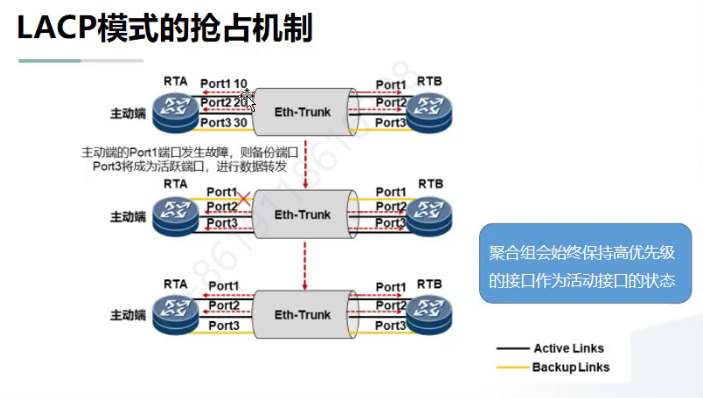 LACP模式的抢占机制
RTA
RTB
Port1 10
Port1
Port2 20
Port2
主动端
Eth-Trunk
Port3 30
Port3
主动端的Port1端口发生故障，则备份端口
Port3将成为活跃端口，进行数据转发
RTA
RTB
Port1
Port1
Port2
Port2
主动端
Eth-Trunk
Port3
Port3
聚合组会始终保持高优先级
的接口作为活动接口的状态
RTA
RTB
Port1
Port1
Port2
Port2
主动端
Eth-Trunk
Port3
Port3
Active Links
Backup Links